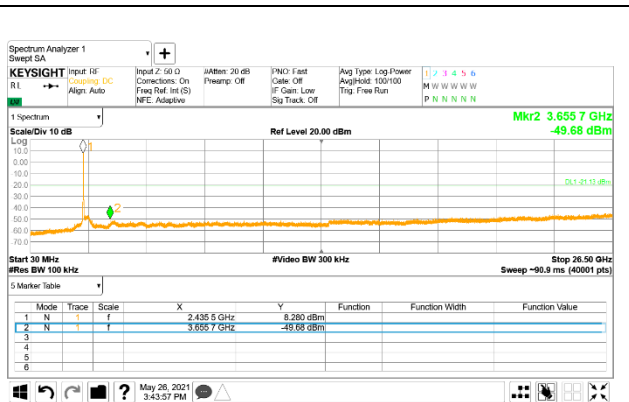 Spectrum Analyzer 1
Swept SA
+
KEYSIGHT Input: RF Input Z: 50 Ω #Atten: 20 dB PNO: Fast Avg Type: Log-Power 1 2 3 4 5 6
RL Coupling: DC Corrections: On Preamp: Off Gate: Off Avg|Hold: 100/100 M W W W W W
Align: Auto Freq Ref: Int (S) IF Gain: Low Trig: Free Run
NFE: Adaptive Sig Track: Off P N N N N N
1 Spectrum Mkr2 3.655 7 GHz
Scale/Div 10 dB Ref Level 20.00 dBm -49.68 dBm
Log
10.0 1
0.00
10.0
20.0 DL1 -21.13 dBm
30.0
40.0 2
50.0
60.0
70.0
Start 30 MHz #Video BW 300 kHz Stop 26.50 GHz
#Res BW 100 kHz Sweep ~90.9 ms (40001 pts)
5 Marker Table
Mode Trace Scale X Y Function Function Width Function Value
1 N 1 f 2.435 5 GHz 8.280 dBm
2 N 1 f 3.655 7 GHz -49.68 dBm
3
4
5
6
? May 26, 2021
3:43:57 PM